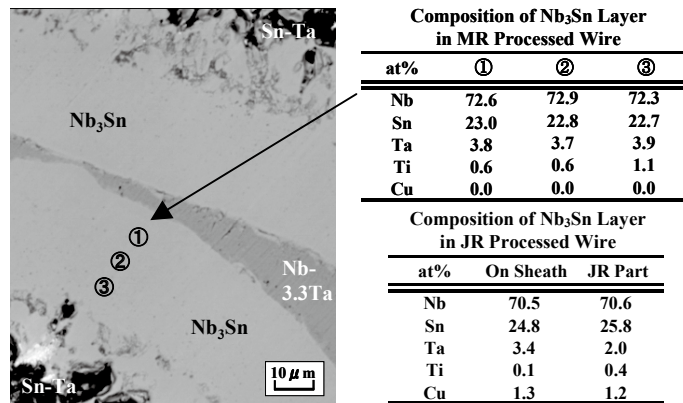 Sn-Ta
Nb₃Sn
①
②
③
Nb-
3.3Ta
Nb₃Sn
Sn-Ta
10 μm
Composition of Nb₃Sn Layer
in MR Processed Wire
at% ① ② ③
Nb 72.6 72.9 72.3
Sn 23.0 22.8 22.7
Ta 3.8 3.7 3.9
Ti 0.6 0.6 1.1
Cu 0.0 0.0 0.0
Composition of Nb₃Sn Layer
in JR Processed Wire
at% On Sheath JR Part
Nb 70.5 70.6
Sn 24.8 25.8
Ta 3.4 2.0
Ti 0.1 0.4
Cu 1.3 1.2